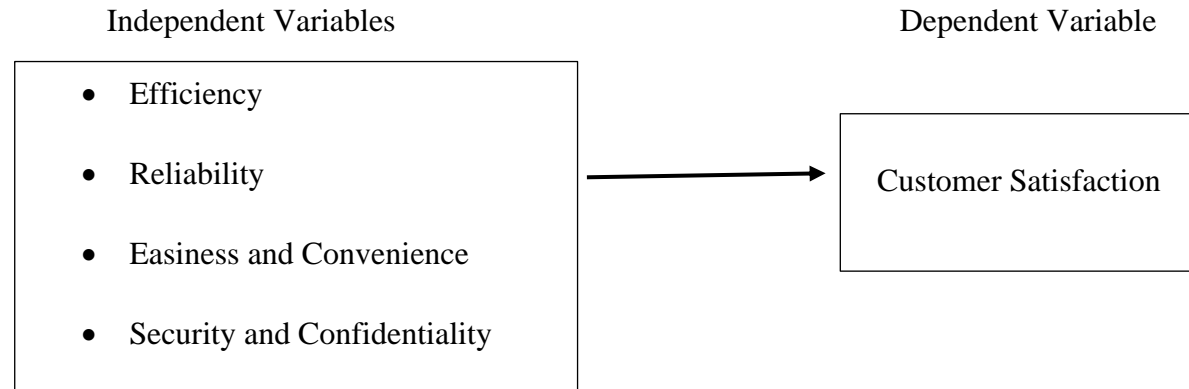 Independent Variables
Dependent Variable
• Efficiency
• Reliability
• Easiness and Convenience
• Security and Confidentiality
Customer Satisfaction